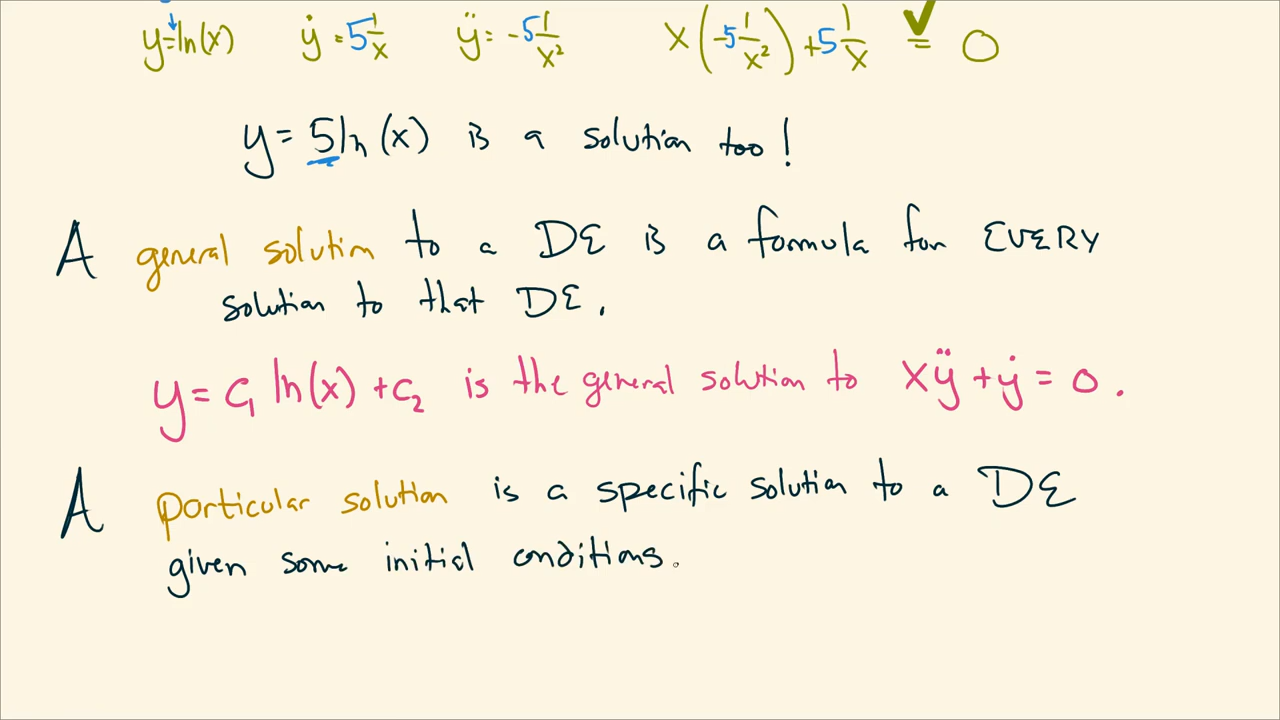 y=ln(x) ẏ = 5 1/x ÿ = -5 1/x² x(-5 1/x²) + 5 1/x = ✓ 0
y = 5ln(x) is a solution too!
A general solution to a DE is a formula for EVERY
solution to that DE.
y = C₁ ln(x) + C₂ is the general solution to xÿ + ẏ = 0.
A particular solution is a specific solution to a DE
given some initial conditions.